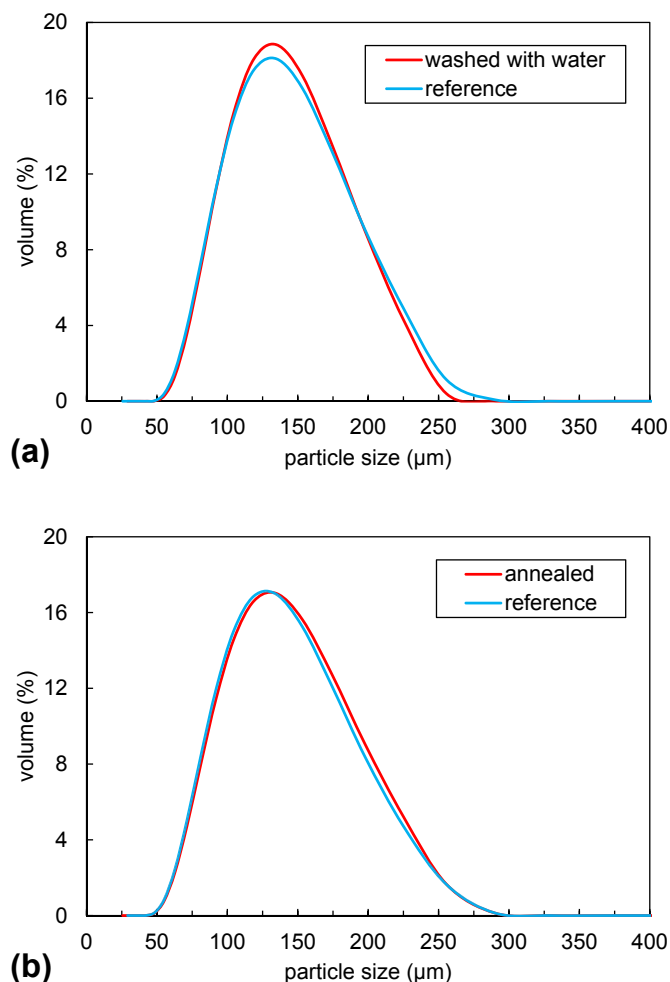 20
16
12
8
4
0
volume (%)
washed with water
reference
0 50 100 150 200 250 300 350 400
particle size (µm)
(a)
20
16
12
8
4
0
volume (%)
annealed
reference
0 50 100 150 200 250 300 350 400
particle size (µm)
(b)